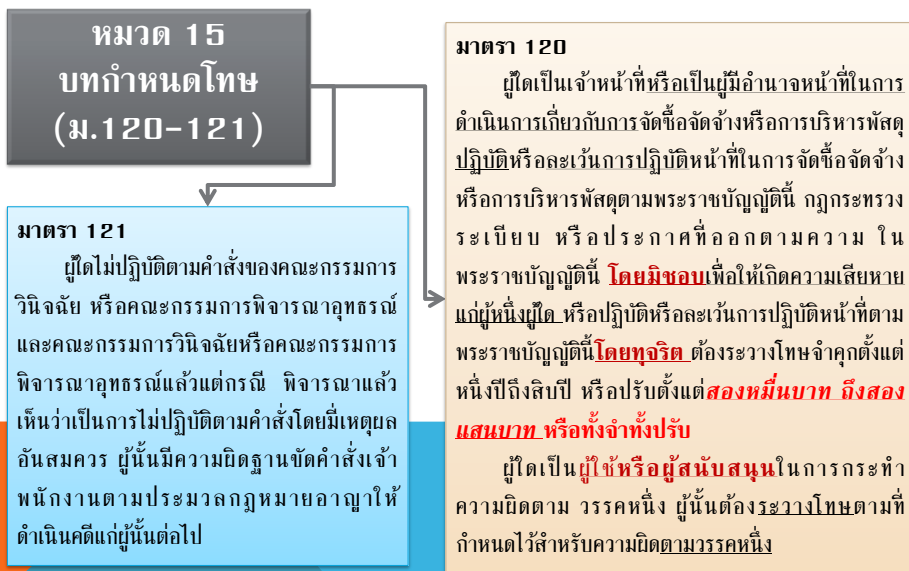 หมวด 15
บทกำหนดโทษ
(ม.120-121)
มาตรา 121
ผู้ใดไม่ปฏิบัติตามคำสั่งของคณะกรรมการ
วินิจฉัย หรือคณะกรรมการพิจารณาอุทธรณ์
และคณะกรรมการวินิจฉัยหรือคณะกรรมการ
พิจารณาอุทธรณ์แล้วแต่กรณี พิจารณาแล้ว
เห็นว่าเป็นการไม่ปฏิบัติตามคำสั่งโดยมีเหตุผล
อันสมควร ผู้นั้นมีความผิดฐานขัดคำสั่งเจ้า
พนักงานตามประมวลกฎหมายอาญาให้
ดำเนินคดีแก่ผู้นั้นต่อไป
มาตรา 120
ผู้ใดเป็นเจ้าหน้าที่หรือเป็นผู้มีอำนาจหน้าที่ในการ
ดำเนินการเกี่ยวกับการจัดซื้อจัดจ้างหรือการบริหารพัสดุ
ปฏิบัติหรือละเว้นการปฏิบัติหน้าที่ในการจัดซื้อจัดจ้าง
หรือการบริหารพัสดุตามพระราชบัญญัตินี้ กฎกระทรวง
ระเบียบ หรือประกาศที่ออกตามความ ใน
พระราชบัญญัตินี้ โดยมิชอบเพื่อให้เกิดความเสียหาย
แก่ผู้หนึ่งผู้ใด หรือปฏิบัติหรือละเว้นการปฏิบัติหน้าที่ตาม
พระราชบัญญัตินี้โดยทุจริต ต้องระวางโทษจำคุกตั้งแต่
หนึ่งปีถึงสิบปี หรือปรับตั้งแต่สองหมื่นบาท ถึงสอง
แสนบาท หรือทั้งจำทั้งปรับ
ผู้ใดเป็นผู้ใช้หรือผู้สนับสนุนในการกระทำ
ความผิดตาม วรรคหนึ่ง ผู้นั้นต้องระวางโทษตามที่
กำหนดไว้สำหรับความผิดตามวรรคหนึ่ง